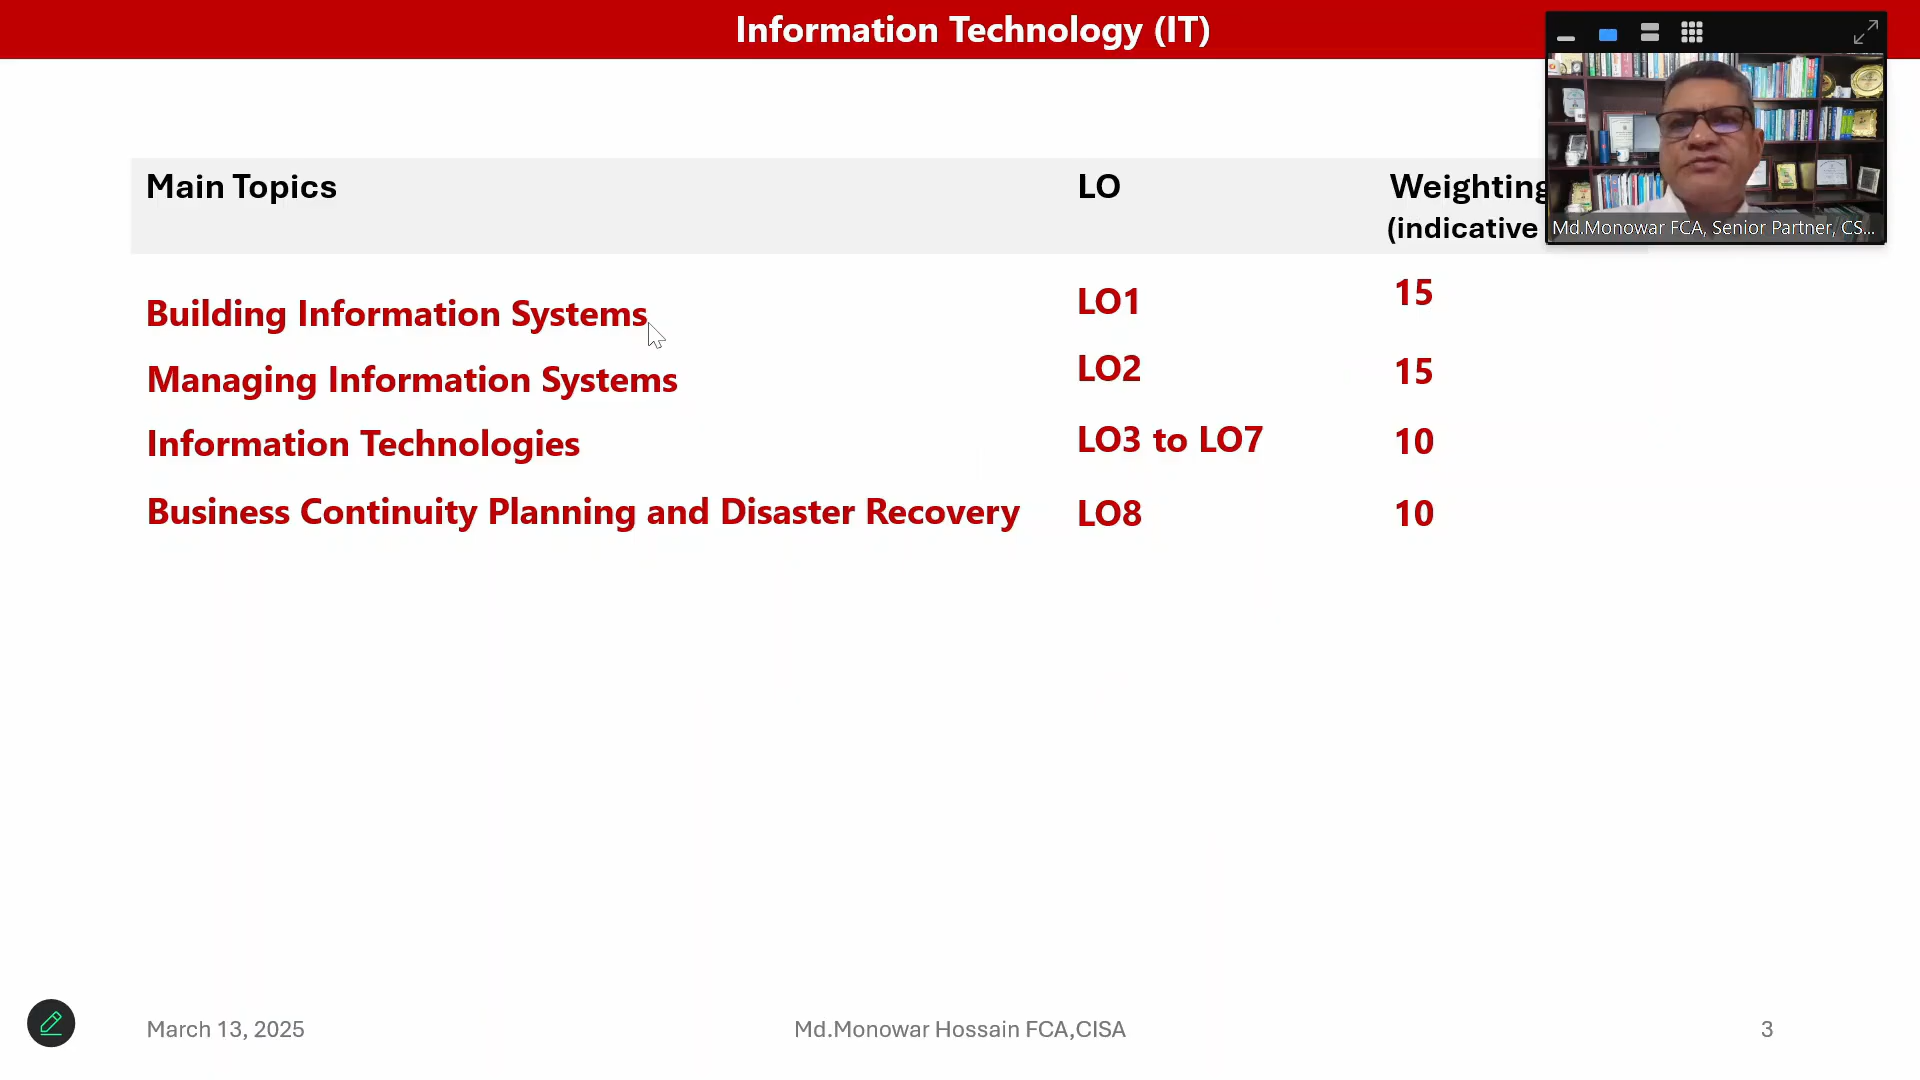 Information Technology (IT)
Md.Monowar FCA, Senior Partner, CS...
Main Topics LO Weighting
(indicative
Building Information Systems LO1 15
Managing Information Systems LO2 15
Information Technologies LO3 to LO7 10
Business Continuity Planning and Disaster Recovery LO8 10
March 13, 2025 Md.Monowar Hossain FCA,CISA 3